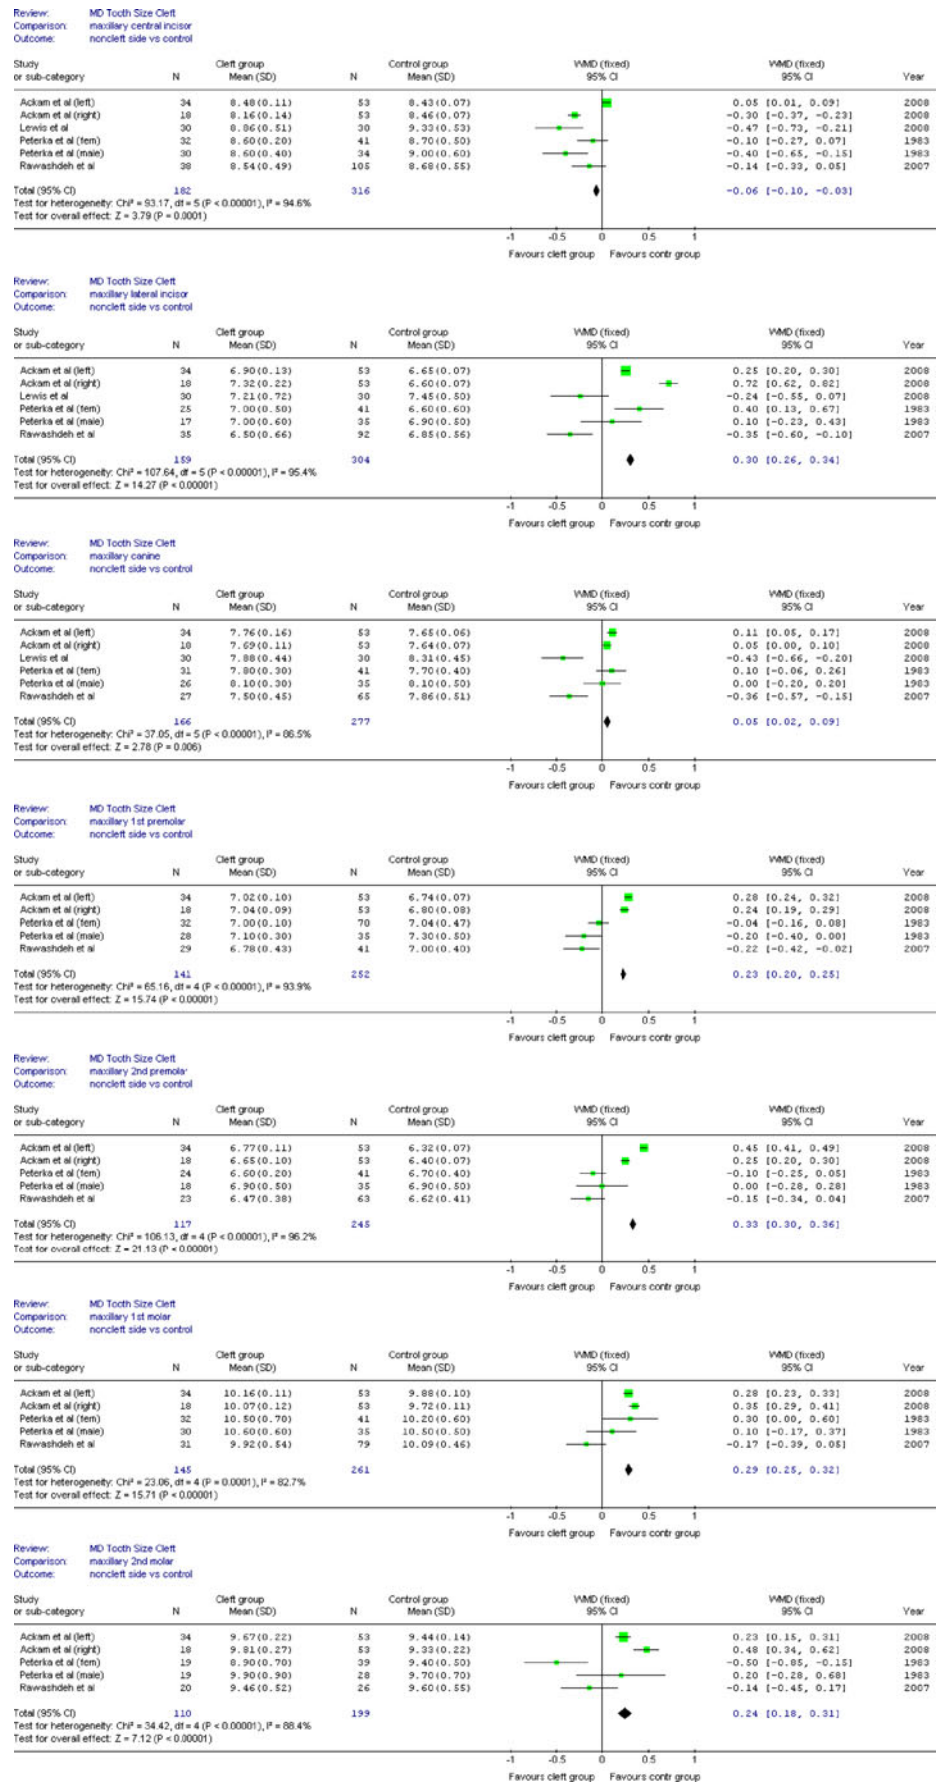 Review: MD Tooth Size Cleft
Comparison: maxillary central incisor
Outcome: noncleft side vs control
Study Cleft group Control group WMD (fixed) WMD (fixed)
or sub-category N Mean (SD) N Mean (SD) 95% CI 95% CI Year
Ackam et al (left) 34 8.48(0.11) 53 8.43(0.07) 0.05 [0.01, 0.09] 2008
Ackam et al (right) 18 8.16(0.14) 53 8.46(0.07) -0.30 [-0.37, -0.23] 2008
Lewis et al 30 8.86(0.51) 30 9.33(0.53) -0.47 [-0.73, -0.21] 2008
Peterka et al (fem) 32 8.60(0.20) 41 8.70(0.50) -0.10 [-0.27, 0.07] 1983
Peterka et al (male) 30 8.60(0.40) 34 9.00(0.60) -0.40 [-0.65, -0.15] 1983
Rawashdeh et al 38 8.54(0.49) 105 8.68(0.55) -0.14 [-0.33, 0.05] 2007
Total (95% CI) 182 316 -0.06 [-0.10, -0.03]
Test for heterogeneity: Chi² = 93.17, df = 5 (P < 0.00001), I² = 94.6%
Test for overall effect: Z = 3.79 (P = 0.0001)
-1 -0.5 0 0.5 1
Favours cleft group Favours contr group
Review: MD Tooth Size Cleft
Comparison: maxillary lateral incisor
Outcome: noncleft side vs control
Study Cleft group Control group WMD (fixed) WMD (fixed)
or sub-category N Mean (SD) N Mean (SD) 95% CI 95% CI Year
Ackam et al (left) 34 6.90(0.13) 53 6.65(0.07) 0.25 [0.20, 0.30] 2008
Ackam et al (right) 18 7.32(0.22) 53 6.60(0.07) 0.72 [0.62, 0.82] 2008
Lewis et al 30 7.21(0.72) 30 7.45(0.50) -0.24 [-0.55, 0.07] 2008
Peterka et al (fem) 25 7.00(0.50) 41 6.60(0.60) 0.40 [0.13, 0.67] 1983
Peterka et al (male) 17 7.00(0.60) 35 6.90(0.50) 0.10 [-0.23, 0.43] 1983
Rawashdeh et al 35 6.50(0.66) 92 6.85(0.56) -0.35 [-0.60, -0.10] 2007
Total (95% CI) 159 304 0.30 [0.26, 0.34]
Test for heterogeneity: Chi² = 107.64, df = 5 (P < 0.00001), I² = 95.4%
Test for overall effect: Z = 14.27 (P < 0.00001)
-1 -0.5 0 0.5 1
Favours cleft group Favours contr group
Review: MD Tooth Size Cleft
Comparison: maxillary canine
Outcome: noncleft side vs control
Study Cleft group Control group WMD (fixed) WMD (fixed)
or sub-category N Mean (SD) N Mean (SD) 95% CI 95% CI Year
Ackam et al (left) 34 7.76(0.16) 53 7.65(0.06) 0.11 [0.05, 0.17] 2008
Ackam et al (right) 18 7.69(0.11) 53 7.64(0.07) 0.05 [0.00, 0.10] 2008
Lewis et al 30 7.88(0.44) 30 8.31(0.45) -0.43 [-0.66, -0.20] 2008
Peterka et al (fem) 31 7.80(0.30) 41 7.70(0.40) 0.10 [-0.06, 0.26] 1983
Peterka et al (male) 26 8.10(0.30) 35 8.10(0.50) 0.00 [-0.20, 0.20] 1983
Rawashdeh et al 27 7.50(0.45) 65 7.86(0.51) -0.36 [-0.57, -0.15] 2007
Total (95% CI) 166 277 0.05 [0.02, 0.09]
Test for heterogeneity: Chi² = 37.05, df = 5 (P < 0.00001), I² = 86.5%
Test for overall effect: Z = 2.78 (P = 0.006)
-1 -0.5 0 0.5 1
Favours cleft group Favours contr group
Review: MD Tooth Size Cleft
Comparison: maxillary 1st premolar
Outcome: noncleft side vs control
Study Cleft group Control group WMD (fixed) WMD (fixed)
or sub-category N Mean (SD) N Mean (SD) 95% CI 95% CI Year
Ackam et al (left) 34 7.02(0.10) 53 6.74(0.07) 0.28 [0.24, 0.32] 2008
Ackam et al (right) 18 7.04(0.09) 53 6.80(0.08) 0.24 [0.19, 0.29] 2008
Peterka et al (fem) 32 7.00(0.10) 70 7.04(0.47) -0.04 [-0.16, 0.08] 1983
Peterka et al (male) 28 7.10(0.30) 35 7.30(0.50) -0.20 [-0.40, 0.00] 1983
Rawashdeh et al 29 6.78(0.43) 41 7.00(0.40) -0.22 [-0.42, -0.02] 2007
Total (95% CI) 141 252 0.23 [0.20, 0.25]
Test for heterogeneity: Chi² = 65.16, df = 4 (P < 0.00001), I² = 93.9%
Test for overall effect: Z = 15.74 (P < 0.00001)
-1 -0.5 0 0.5 1
Favours cleft group Favours contr group
Review: MD Tooth Size Cleft
Comparison: maxillary 2nd premolar
Outcome: noncleft side vs control
Study Cleft group Control group WMD (fixed) WMD (fixed)
or sub-category N Mean (SD) N Mean (SD) 95% CI 95% CI Year
Ackam et al (left) 34 6.77(0.11) 53 6.32(0.07) 0.45 [0.41, 0.49] 2008
Ackam et al (right) 18 6.65(0.10) 53 6.40(0.07) 0.25 [0.20, 0.30] 2008
Peterka et al (fem) 24 6.60(0.20) 41 6.70(0.40) -0.10 [-0.25, 0.05] 1983
Peterka et al (male) 18 6.90(0.50) 35 6.90(0.50) 0.00 [-0.28, 0.28] 1983
Rawashdeh et al 23 6.47(0.38) 63 6.62(0.41) -0.15 [-0.34, 0.04] 2007
Total (95% CI) 117 245 0.33 [0.30, 0.36]
Test for heterogeneity: Chi² = 106.13, df = 4 (P < 0.00001), I² = 96.2%
Test for overall effect: Z = 21.13 (P < 0.00001)
-1 -0.5 0 0.5 1
Favours cleft group Favours contr group
Review: MD Tooth Size Cleft
Comparison: maxillary 1st molar
Outcome: noncleft side vs control
Study Cleft group Control group WMD (fixed) WMD (fixed)
or sub-category N Mean (SD) N Mean (SD) 95% CI 95% CI Year
Ackam et al (left) 34 10.16(0.11) 53 9.88(0.10) 0.28 [0.23, 0.33] 2008
Ackam et al (right) 18 10.07(0.12) 53 9.72(0.11) 0.35 [0.29, 0.41] 2008
Peterka et al (fem) 32 10.50(0.70) 41 10.20(0.60) 0.30 [0.00, 0.60] 1983
Peterka et al (male) 30 10.60(0.60) 35 10.50(0.50) 0.10 [-0.17, 0.37] 1983
Rawashdeh et al 31 9.92(0.54) 79 10.09(0.46) -0.17 [-0.39, 0.05] 2007
Total (95% CI) 145 261 0.29 [0.25, 0.32]
Test for heterogeneity: Chi² = 23.06, df = 4 (P = 0.0001), I² = 82.7%
Test for overall effect: Z = 15.71 (P < 0.00001)
-1 -0.5 0 0.5 1
Favours cleft group Favours contr group
Review: MD Tooth Size Cleft
Comparison: maxillary 2nd molar
Outcome: noncleft side vs control
Study Cleft group Control group WMD (fixed) WMD (fixed)
or sub-category N Mean (SD) N Mean (SD) 95% CI 95% CI Year
Ackam et al (left) 34 9.67(0.22) 53 9.44(0.14) 0.23 [0.15, 0.31] 2008
Ackam et al (right) 18 9.81(0.27) 53 9.33(0.22) 0.48 [0.34, 0.62] 2008
Peterka et al (fem) 19 8.90(0.70) 39 9.40(0.50) -0.50 [-0.85, -0.15] 1983
Peterka et al (male) 19 9.90(0.90) 28 9.70(0.70) 0.20 [-0.28, 0.68] 1983
Rawashdeh et al 20 9.46(0.52) 26 9.60(0.55) -0.14 [-0.45, 0.17] 2007
Total (95% CI) 110 199 0.24 [0.18, 0.31]
Test for heterogeneity: Chi² = 34.42, df = 4 (P < 0.00001), I² = 88.4%
Test for overall effect: Z = 7.12 (P < 0.00001)
-1 -0.5 0 0.5 1
Favours cleft group Favours contr group